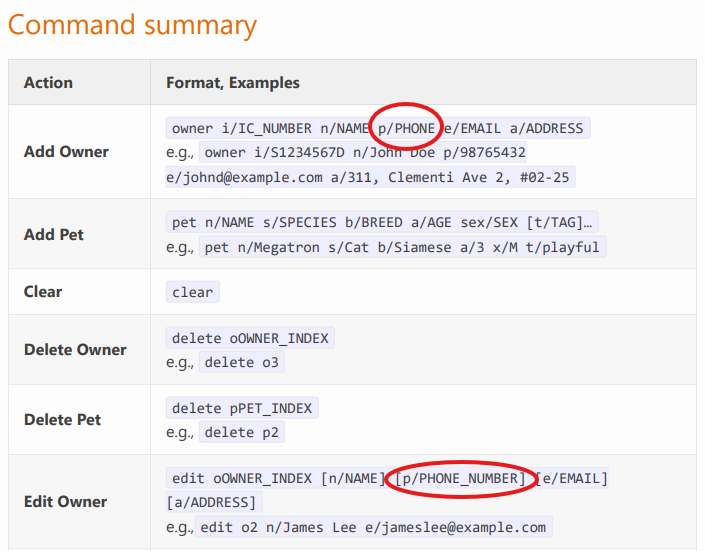 Command summary
Action Format, Examples
Add Owner
owner i/IC_NUMBER n/NAME p/PHONE e/EMAIL a/ADDRESS
e.g., owner i/S1234567D n/John Doe p/98765432
e/johnd@example.com a/311, Clementi Ave 2, #02-25
Add Pet
pet n/NAME s/SPECIES b/BREED a/AGE sex/SEX [t/TAG]…
e.g., pet n/Megatron s/Cat b/Siamese a/3 x/M t/playful
Clear
clear
Delete Owner
delete oOWNER_INDEX
e.g., delete o3
Delete Pet
delete pPET_INDEX
e.g., delete p2
Edit Owner
edit oOWNER_INDEX [n/NAME] [p/PHONE_NUMBER] [e/EMAIL]
[a/ADDRESS]
e.g., edit o2 n/James Lee e/jameslee@example.com